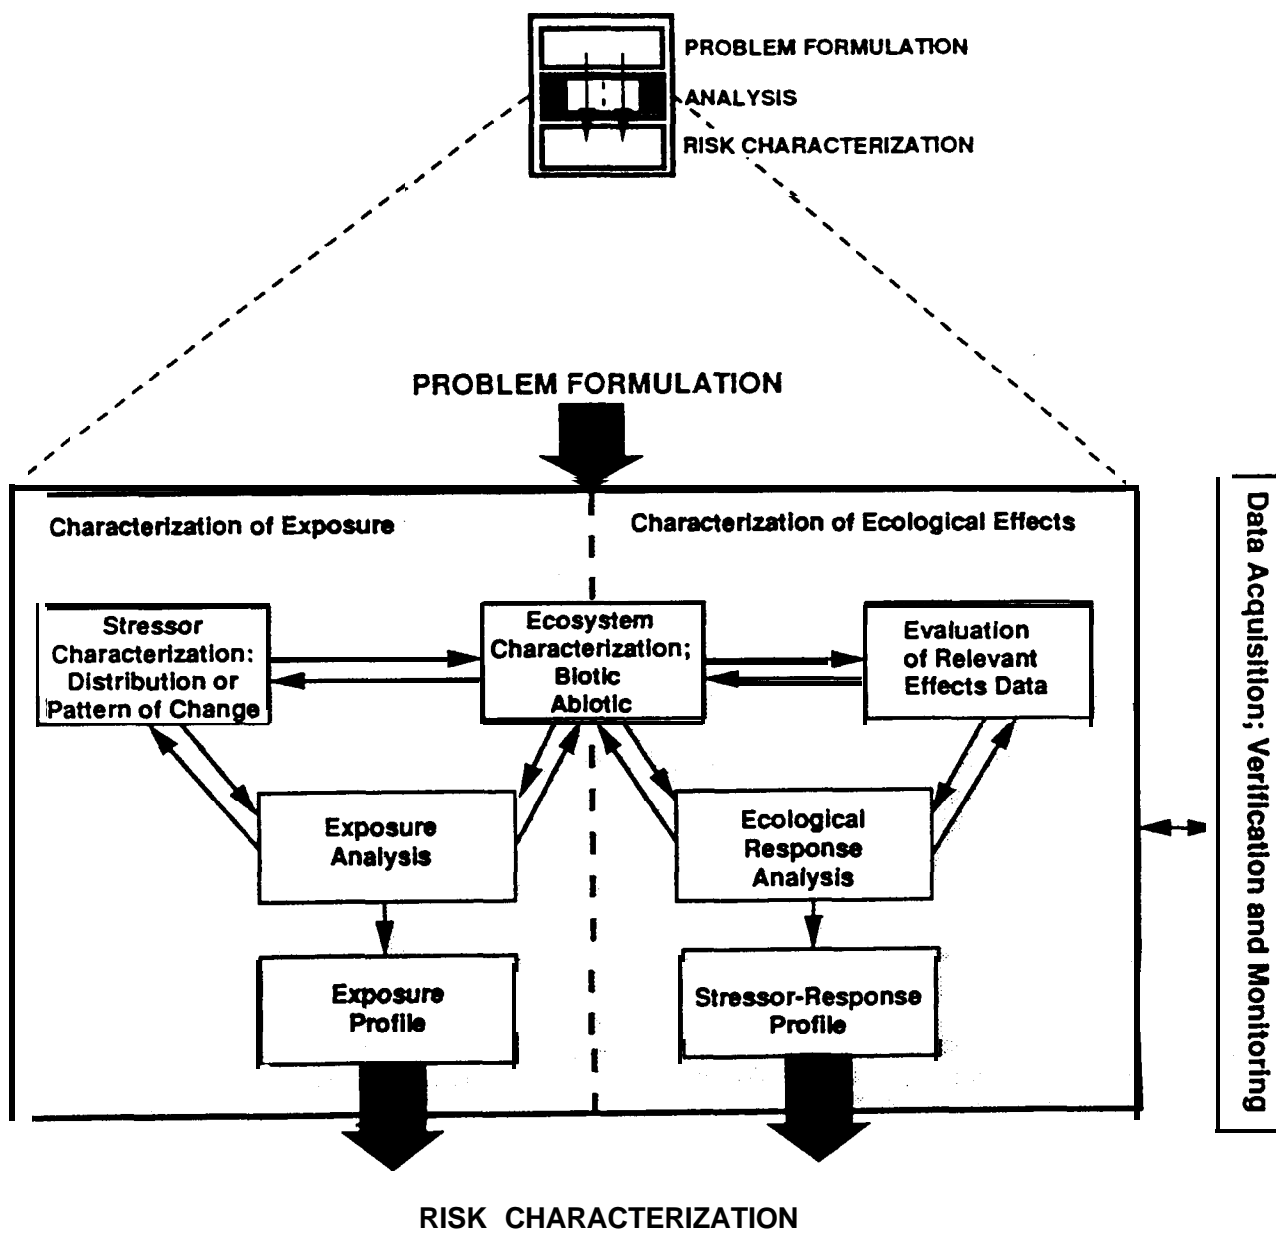 PROBLEM FORMULATION
ANALYSIS
RISK CHARACTERIZATION
PROBLEM FORMULATION
Characterization of Exposure
Characterization of Ecological Effects
Stressor
Characterization:
Distribution or
Pattern of Change
Ecosystem
Characterization;
Biotic
Abiotic
Evaluation
of Relevant
Effects Data
Exposure
Analysis
Ecological
Response
Analysis
Exposure
Profile
Stressor-Response
Profile
Data Acquisition; Verification and Monitoring
RISK CHARACTERIZATION